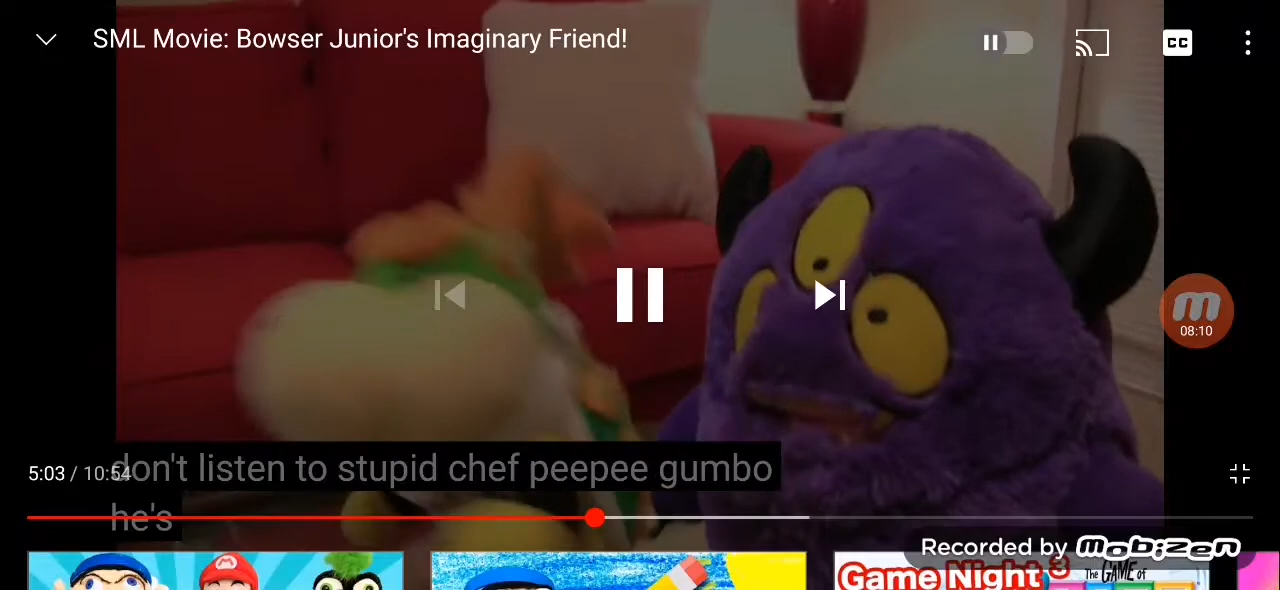 SML Movie: Bowser Junior's Imaginary Friend!
CC
m
08:10
don't listen to stupid chef peepee gumbo
5:03 / 10:54
he's
Recorded by mobizen
Game Night 3
The GAME of